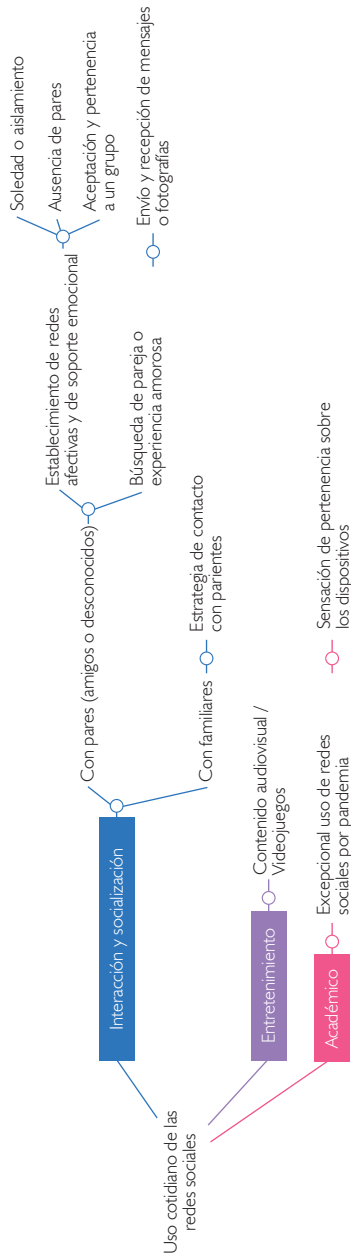 Uso cotidiano de las
redes sociales
Interacción y socialización
Con pares (amigos o desconocidos)
Establecimiento de redes
afectivas y de soporte emocional
Soledad o aislamiento
Ausencia de pares
Aceptación y pertenencia
a un grupo
Búsqueda de pareja o
experiencia amorosa
Envío y recepción de mensajes
o fotografías
Con familiares
Estrategia de contacto
con parientes
Entretenimiento
Contenido audiovisual /
Videojuegos
Académico
Excepcional uso de redes
sociales por pandemia
Sensación de pertenencia sobre
los dispositivos